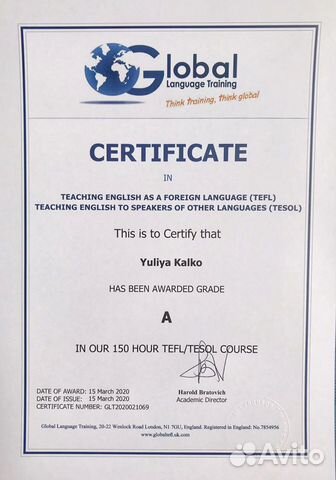 Global
Language Training
Think training, think global
CERTIFICATE
IN
TEACHING ENGLISH AS A FOREIGN LANGUAGE (TEFL)
TEACHING ENGLISH TO SPEAKERS OF OTHER LANGUAGES (TESOL)
This is to Certify that
Yuliya Kalko
HAS BEEN AWARDED GRADE
A
IN OUR 150 HOUR TEFL/TESOL COURSE
DATE OF AWARD: 15 March 2020
DATE OF ISSUE: 15 March 2020
CERTIFICATE NUMBER: GLT2020021069
Harold Bratovich
Academic Director
Global Language Training, 20-22 Wenlock Road London, N1 7GU, England. Registered in England: No.7854956
www.globaltefl.uk.com
Avito